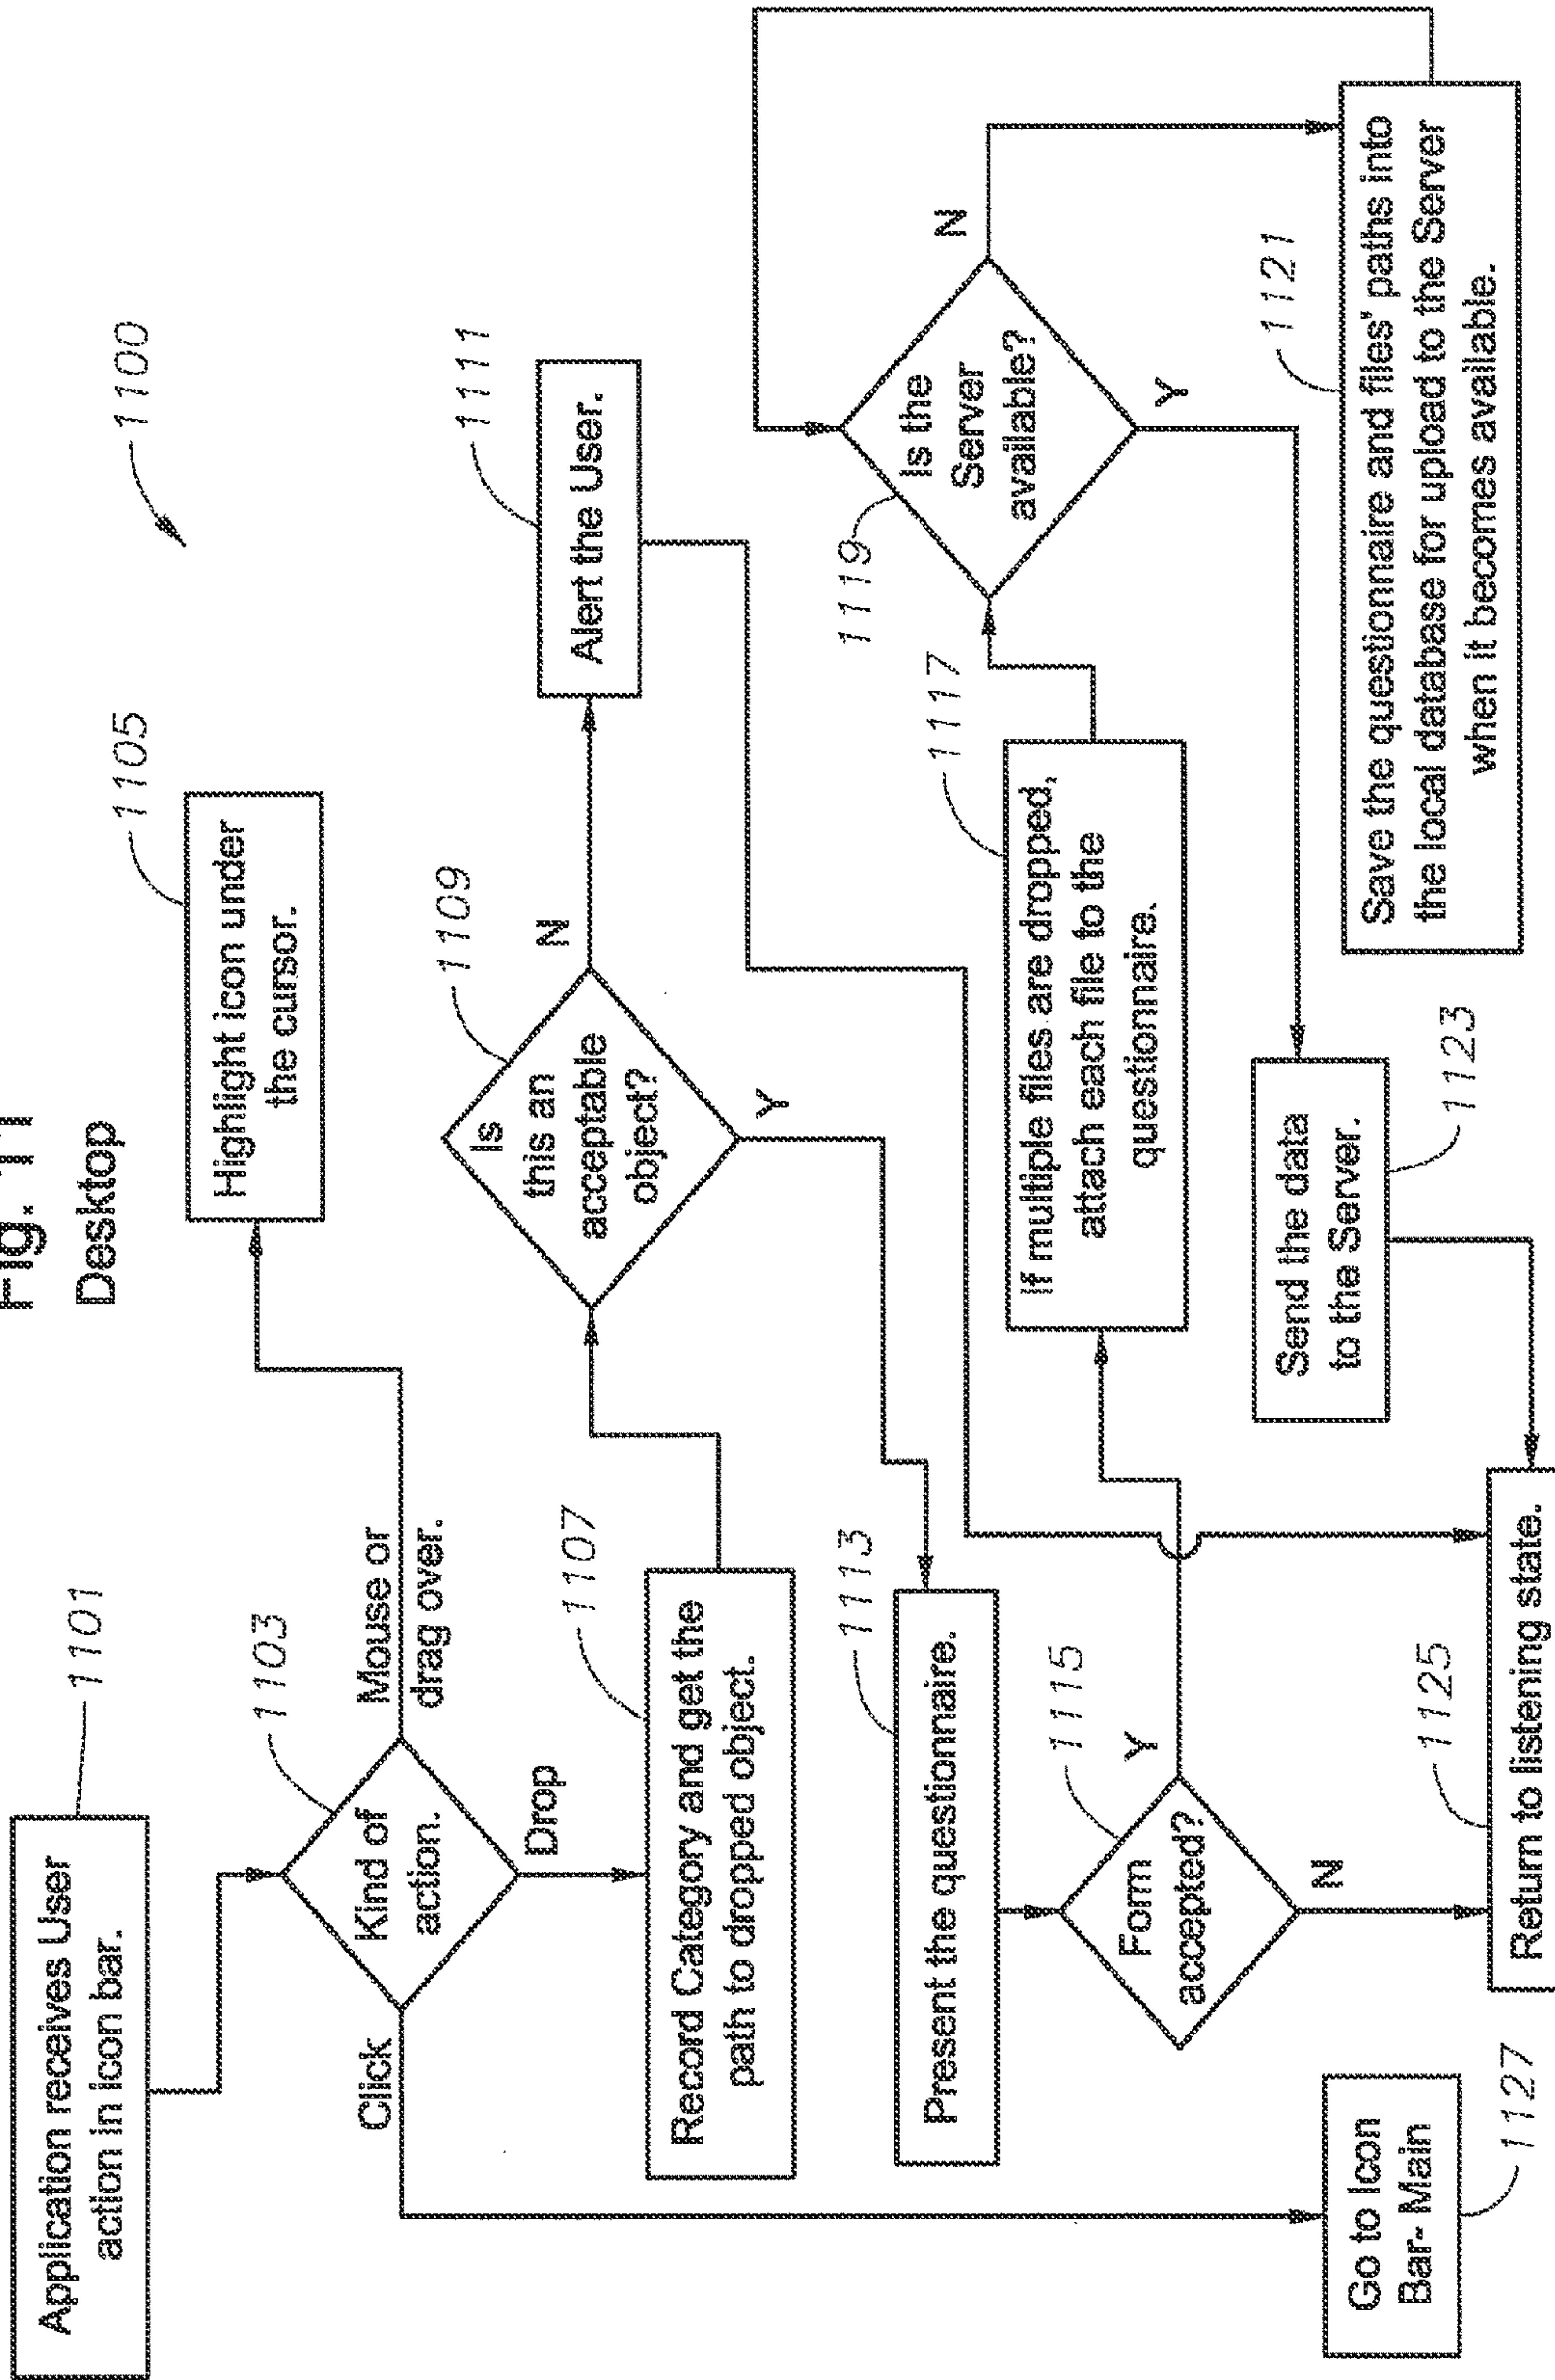 Fig. 11
Desktop
1100
Application receives User
action in icon bar.
1101
Kind of
action.
1103
Click
Drop
Mouse or
drag over.
Highlight icon under
the cursor.
1105
Record Category and get the
path to dropped object.
1107
Is
this an
acceptable
object?
1109
N
Y
Alert the User.
1111
Present the questionnaire.
1113
Form
accepted?
1115
Y
N
If multiple files are dropped,
attach each file to the
questionnaire.
1117
Is the
Server
available?
1119
N
Y
Save the questionnaire and files' paths into
the local database for upload to the Server
when it becomes available.
1121
Send the data
to the Server.
1123
Return to listening state.
1125
Go to Icon
Bar- Main
1127